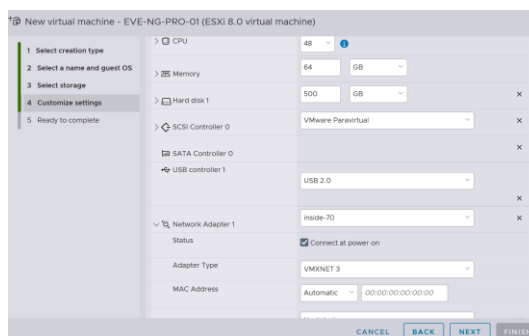 New virtual machine - EVE-NG-PRO-01 (ESXi 8.0 virtual machine)
1 Select creation type
2 Select a name and guest OS
3 Select storage
4 Customize settings
5 Ready to complete
CPU 48
Memory 64 GB
Hard disk 1 500 GB
SCSI Controller 0 VMware Paravirtual
SATA Controller 0
USB controller 1
USB 2.0
Network Adapter 1 inside-70
Status Connect at power on
Adapter Type VMXNET 3
MAC Address Automatic 00:00:00:00:00:00
CANCEL BACK NEXT FINISH